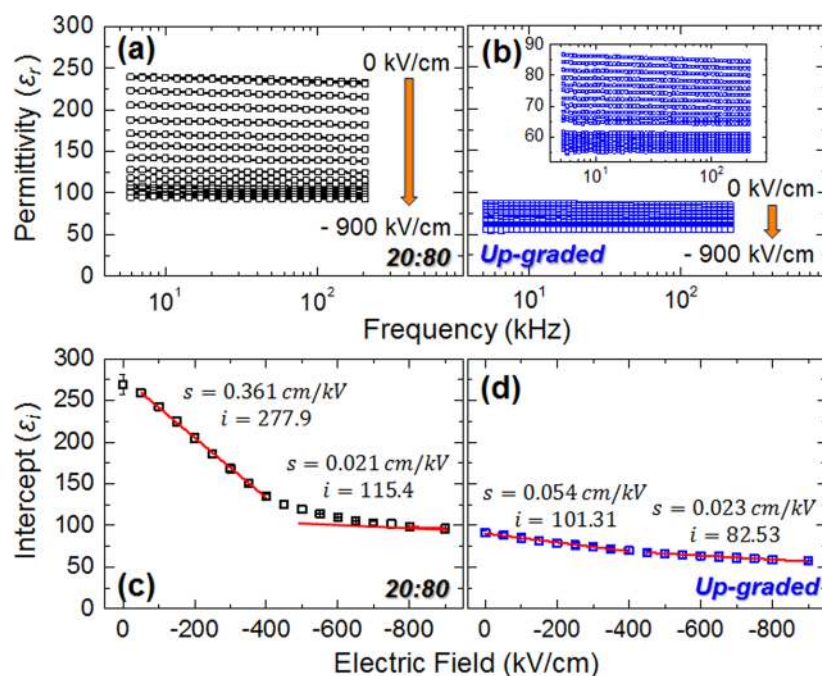 (a)
0 kV/cm
- 900 kV/cm
20:80
(b)
90
80
70
60
10¹ 10²
0 kV/cm
- 900 kV/cm
Up-graded
Permittivity (εr)
300
250
200
150
100
50
0
10¹ 10² 10¹ 10²
Frequency (kHz)
(c)
s = 0.361 cm/kV
i = 277.9
s = 0.021 cm/kV
i = 115.4
20:80
(d)
s = 0.054 cm/kV
i = 101.31
s = 0.023 cm/kV
i = 82.53
Up-graded
Intercept (εi)
300
250
200
150
100
50
0
0 -200 -400 -600 -800 0 -200 -400 -600 -800
Electric Field (kV/cm)